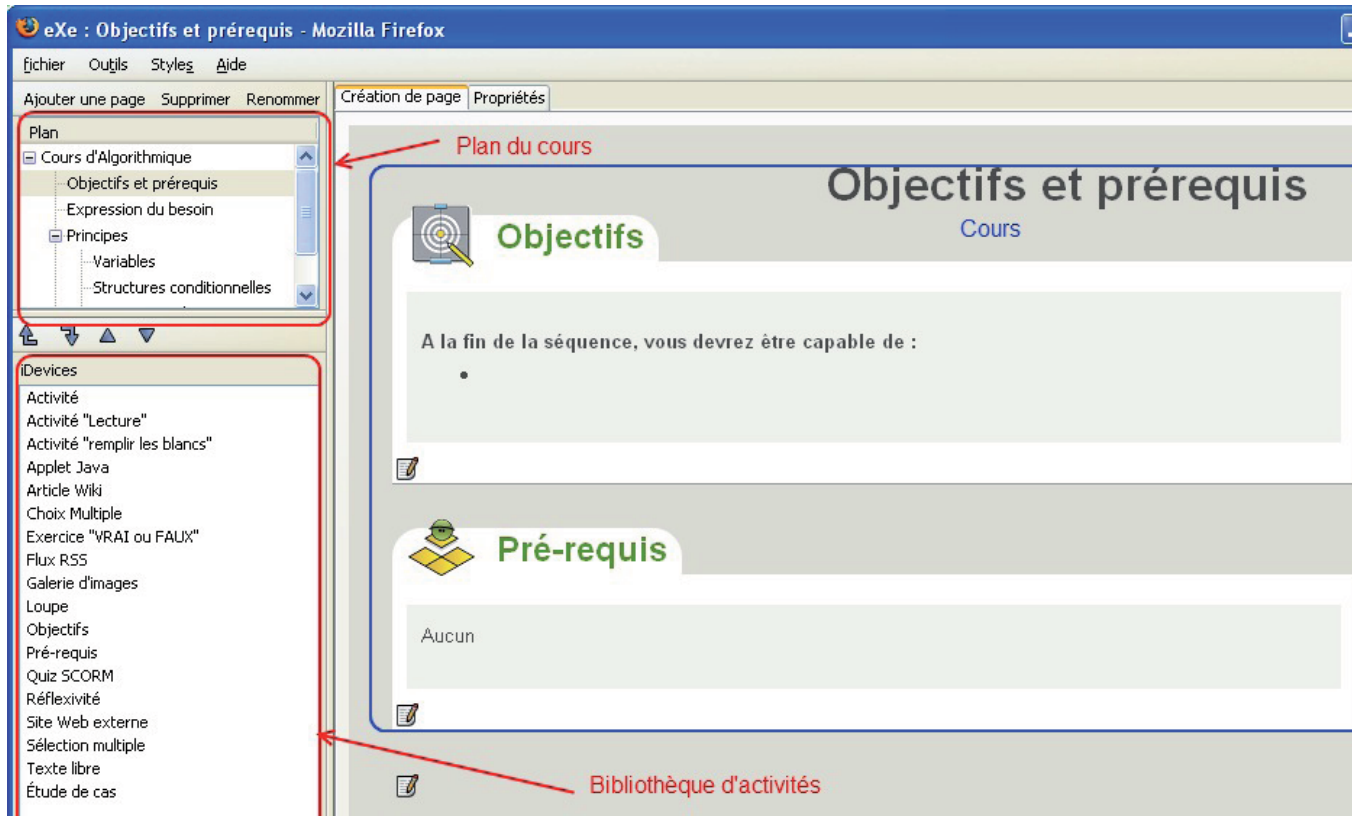 eXe : Objectifs et prérequis - Mozilla Firefox
fichier Outils Styles Aide
Ajouter une page Supprimer Renommer
Création de page Propriétés
Plan
Cours d'Algorithmique
Objectifs et prérequis
Expression du besoin
Principes
Variables
Structures conditionnelles
iDevices
Activité
Activité "Lecture"
Activité "remplir les blancs"
Applet Java
Article Wiki
Choix Multiple
Exercice "VRAI ou FAUX"
Flux RSS
Galerie d'images
Loupe
Objectifs
Pré-requis
Quiz SCORM
Réflexivité
Site Web externe
Sélection multiple
Texte libre
Étude de cas
Plan du cours
Objectifs et prérequis
Cours
Objectifs
A la fin de la séquence, vous devrez être capable de :
•
Pré-requis
Aucun
Bibliothèque d'activités